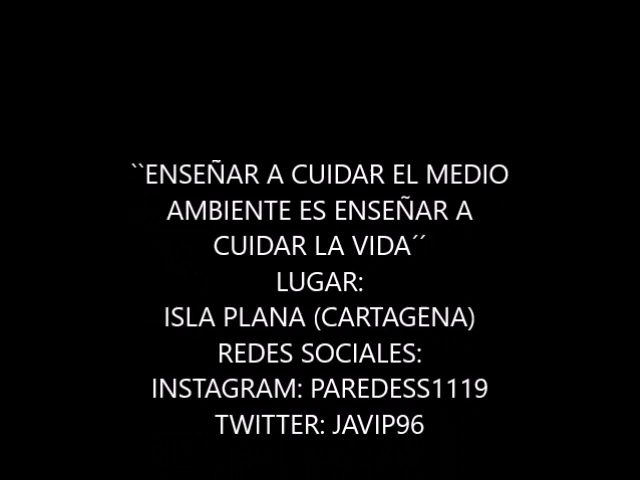 ``ENSEÑAR A CUIDAR EL MEDIO
AMBIENTE ES ENSEÑAR A
CUIDAR LA VIDA´´
LUGAR:
ISLA PLANA (CARTAGENA)
REDES SOCIALES:
INSTAGRAM: PAREDESS1119
TWITTER: JAVIP96